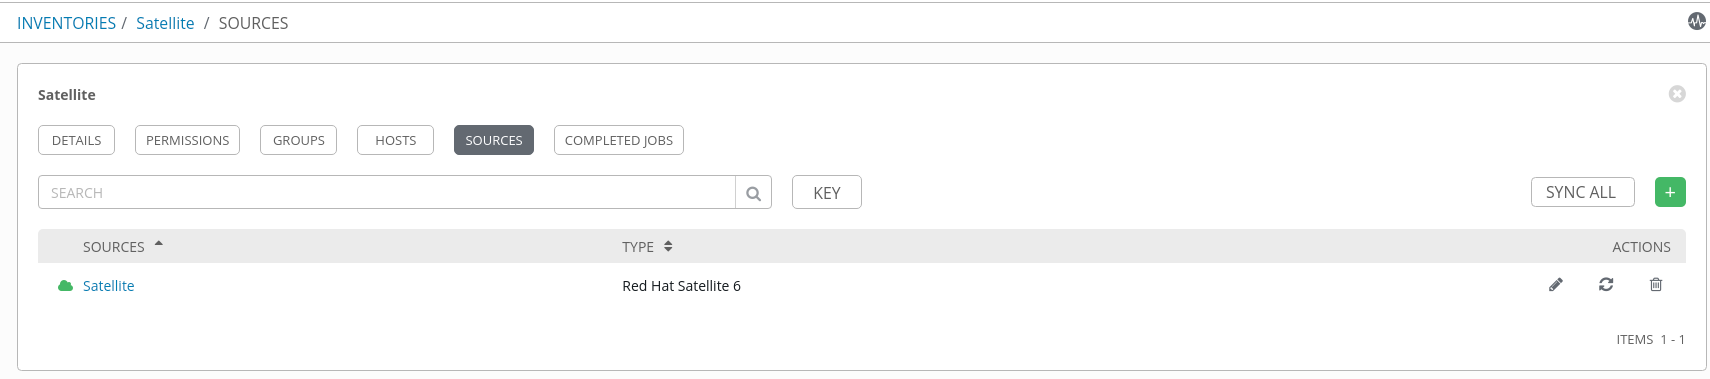 INVENTORIES / Satellite / SOURCES
Satellite
DETAILS PERMISSIONS GROUPS HOSTS SOURCES COMPLETED JOBS
SEARCH KEY SYNC ALL +
SOURCES TYPE ACTIONS
Satellite Red Hat Satellite 6
ITEMS 1 - 1